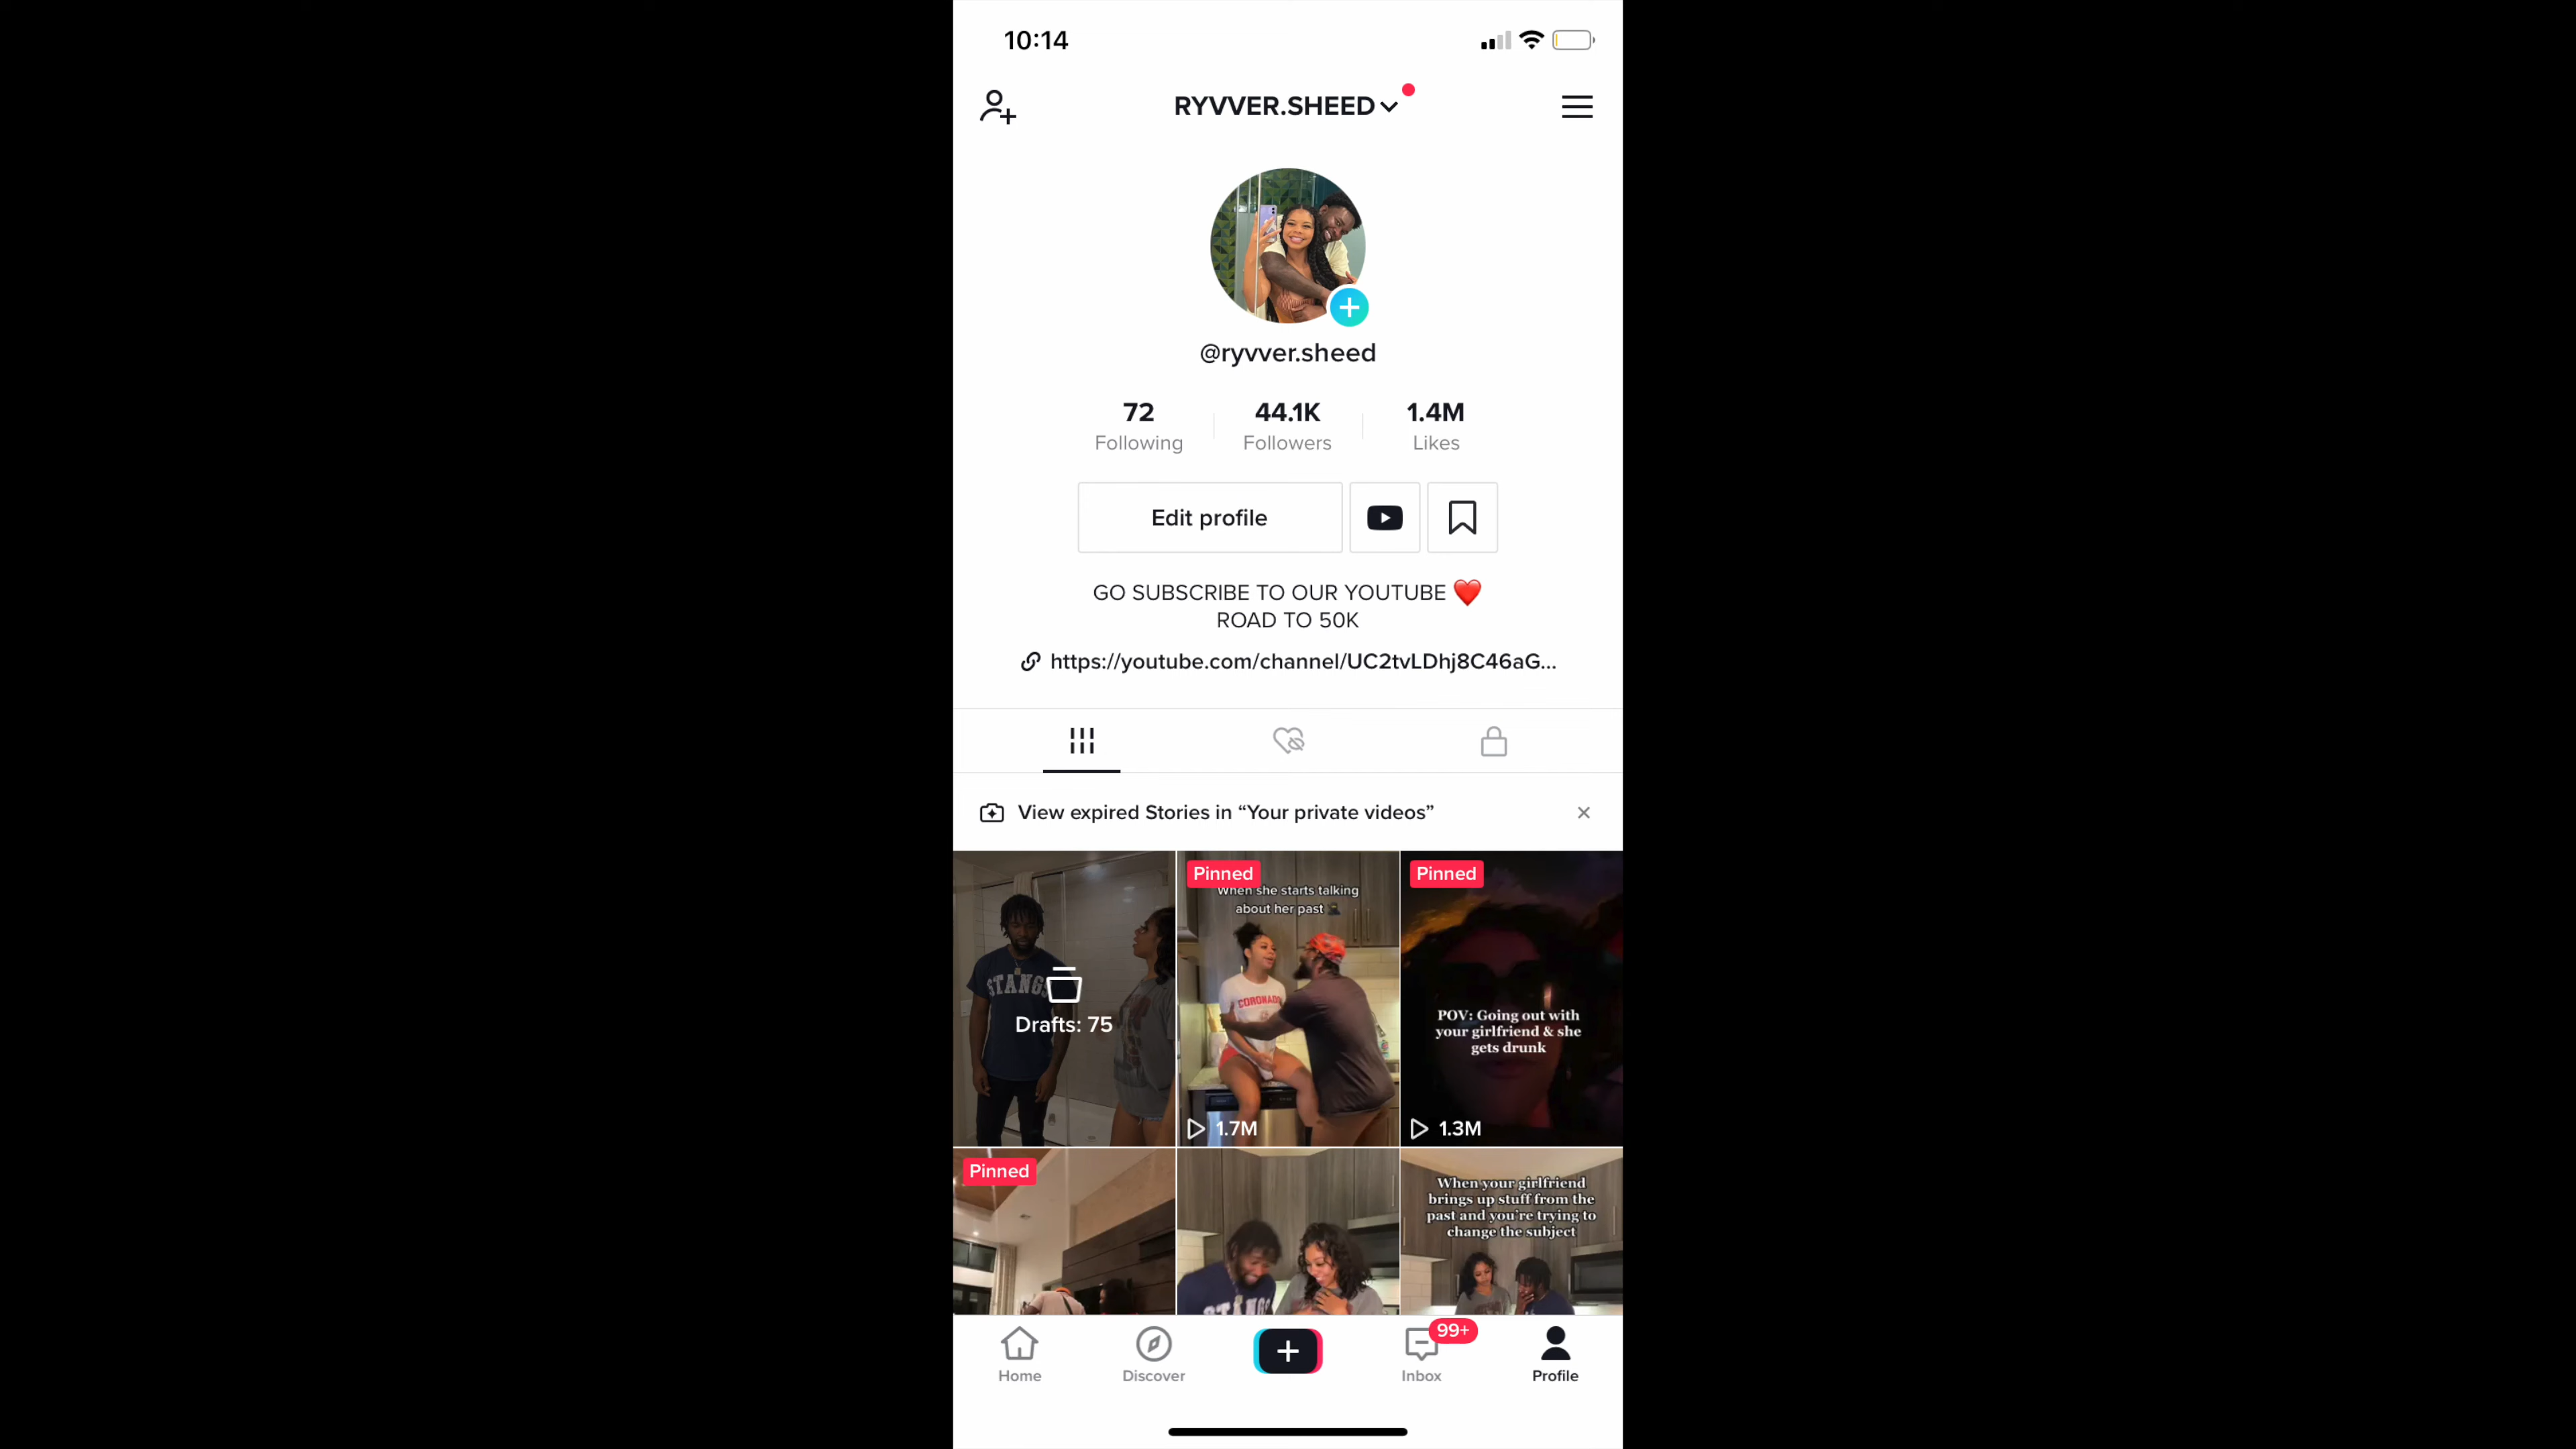 10:14
RYVVER.SHEED
@ryvver.sheed
72
Following
44.1K
Followers
1.4M
Likes
Edit profile
GO SUBSCRIBE TO OUR YOUTUBE ❤️
ROAD TO 50K
https://youtube.com/channel/UC2tvLDhj8C46aG...
View expired Stories in “Your private videos”
STANGS
Drafts: 75
Pinned
When she starts talking
about her past
CORONADO
1.7M
Pinned
POV: Going out with
your girlfriend & she
gets drunk
1.3M
Pinned
STANGS
When your girlfriend
brings up stuff from the
past and you're trying to
change the subject
Home
Discover
99+
Inbox
Profile